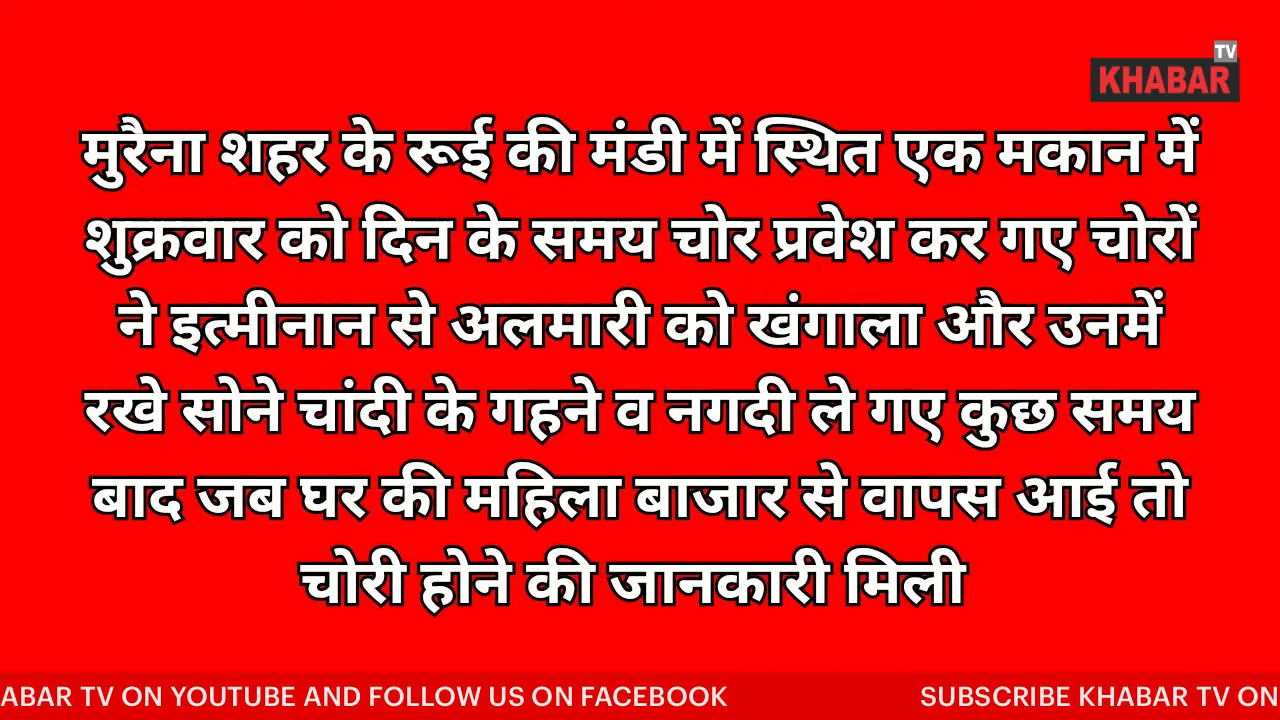 TV
KHABAR
मुरैना शहर के रूई की मंडी में स्थित एक मकान में
शुक्रवार को दिन के समय चोर प्रवेश कर गए चोरों
ने इत्मीनान से अलमारी को खंगाला और उनमें
रखे सोने चांदी के गहने व नगदी ले गए कुछ समय
बाद जब घर की महिला बाजार से वापस आई तो
चोरी होने की जानकारी मिली
ABAR TV ON YOUTUBE AND FOLLOW US ON FACEBOOK SUBSCRIBE KHABAR TV ON